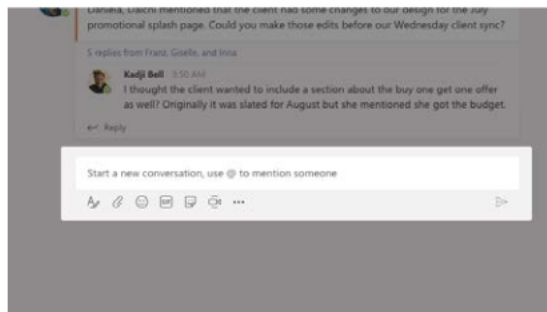 Daniela, Daichi mentioned that the client had some changes to our design for the July
promotional splash page. Could you make those edits before our Wednesday client sync?
5 replies from Franz, Giselle, and Inna
Kadji Bell 3:50 AM
I thought the client wanted to include a section about the buy one get one offer
as well? Originally it was slated for August but she mentioned she got the budget.
Reply
Start a new conversation, use @ to mention someone
GIF